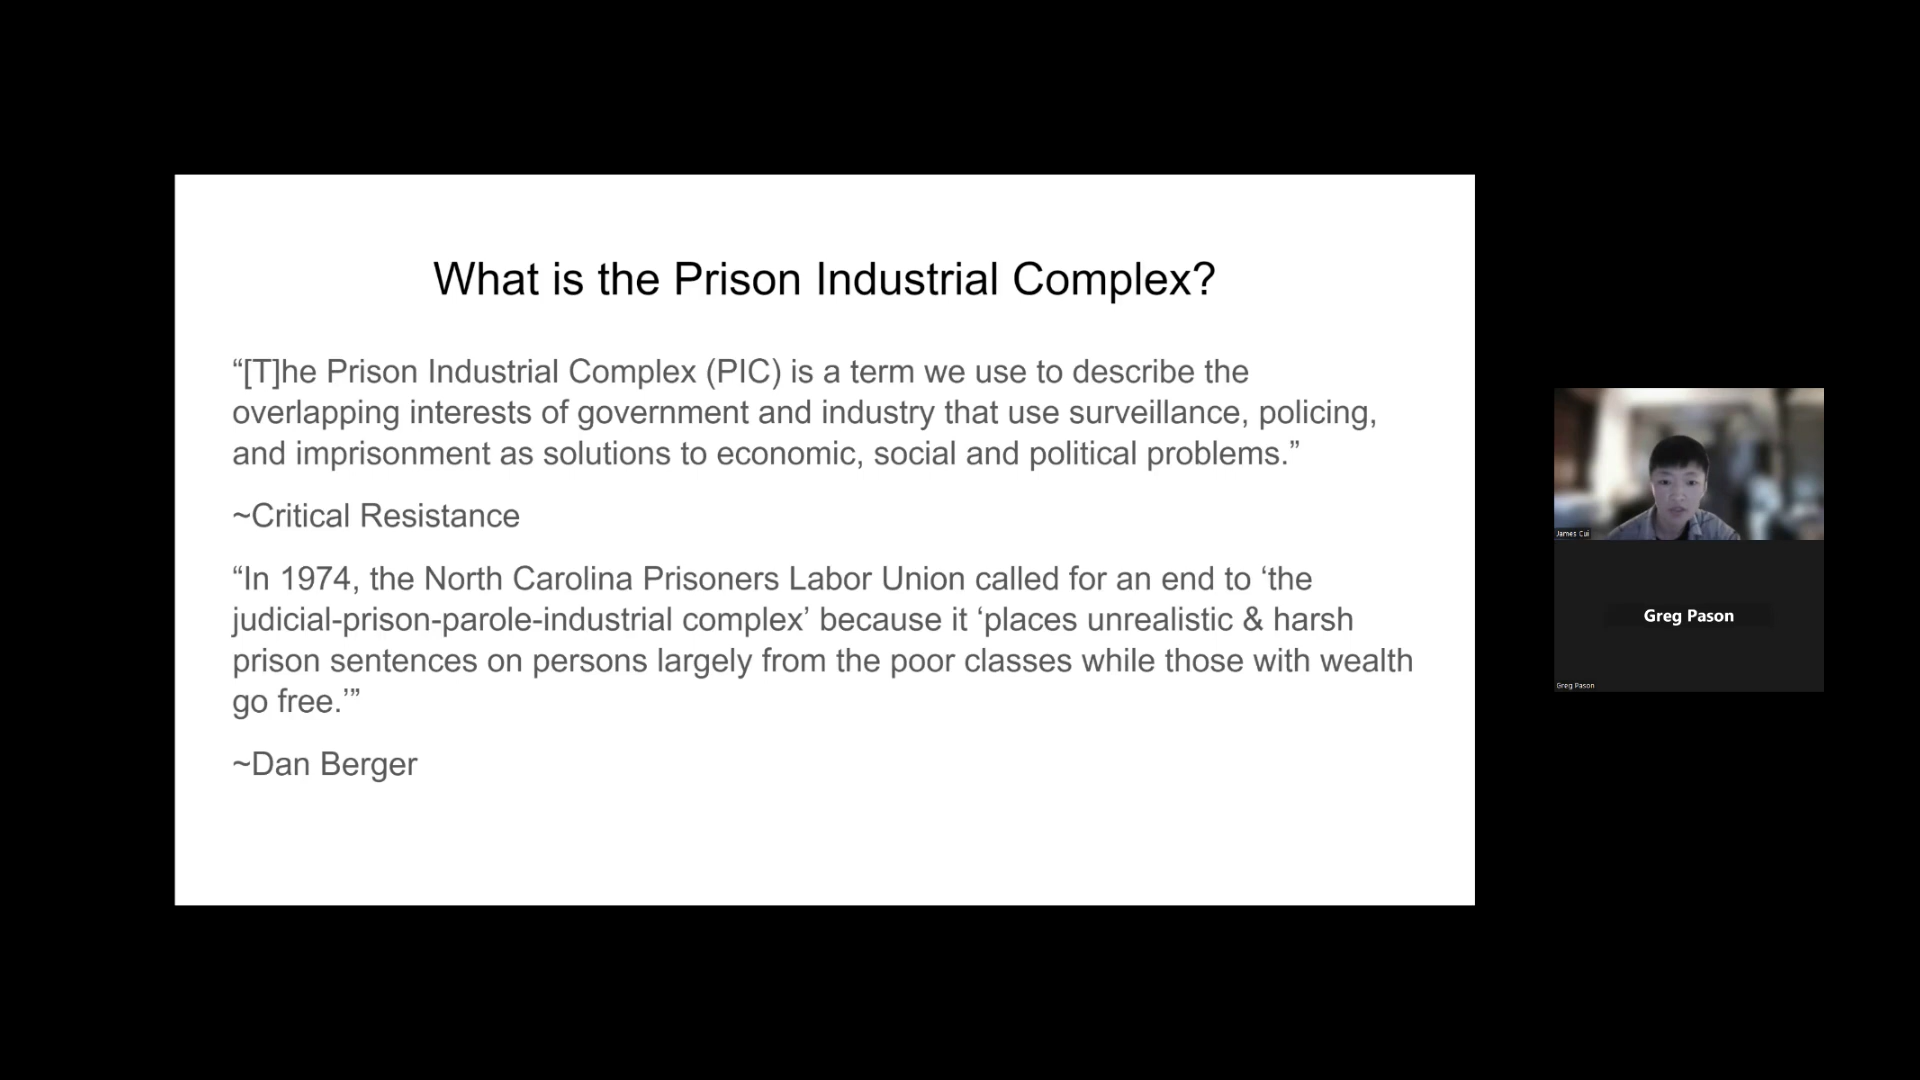 What is the Prison Industrial Complex?
“[T]he Prison Industrial Complex (PIC) is a term we use to describe the
overlapping interests of government and industry that use surveillance, policing,
and imprisonment as solutions to economic, social and political problems.”
~Critical Resistance
“In 1974, the North Carolina Prisoners Labor Union called for an end to ‘the
judicial-prison-parole-industrial complex’ because it ‘places unrealistic & harsh
prison sentences on persons largely from the poor classes while those with wealth
go free.’”
~Dan Berger
James Cui
Greg Pason
Greg Pason